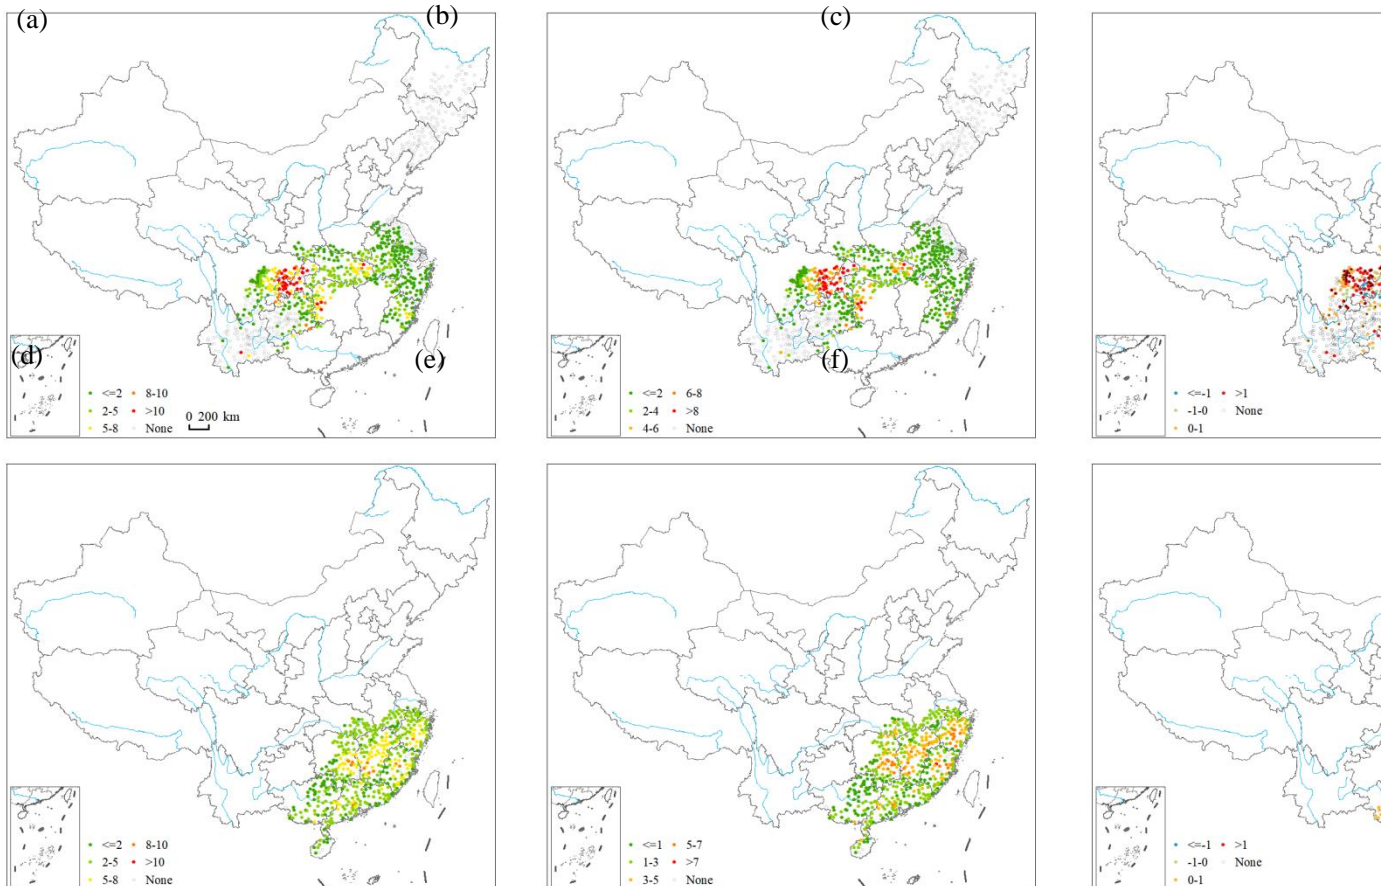 (a)
(b)
(c)
(d)
(e)
(f)
<=2 8-10
2-5 >10
5-8 None
0 200 km
<=2 6-8
2-4 >8
4-6 None
<=-1 >1
-1-0 None
0-1
<=2 8-10
2-5 >10
5-8 None
<=1 5-7
1-3 >7
3-5 None
<=-1 >1
-1-0 None
0-1